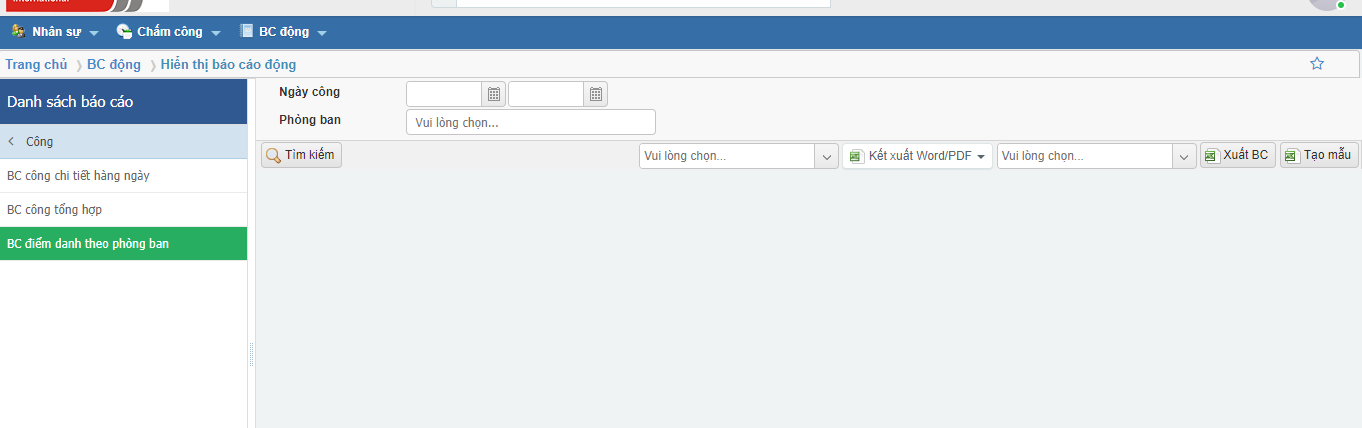 International
Nhân sự Chấm công BC động
Trang chủ BC động Hiển thị báo cáo động
Danh sách báo cáo
Công
BC công chi tiết hàng ngày
BC công tổng hợp
BC điểm danh theo phòng ban
Ngày công
Phòng ban Vui lòng chọn...
Tìm kiếm Vui lòng chọn... Kết xuất Word/PDF Vui lòng chọn... Xuất BC Tạo mẫu